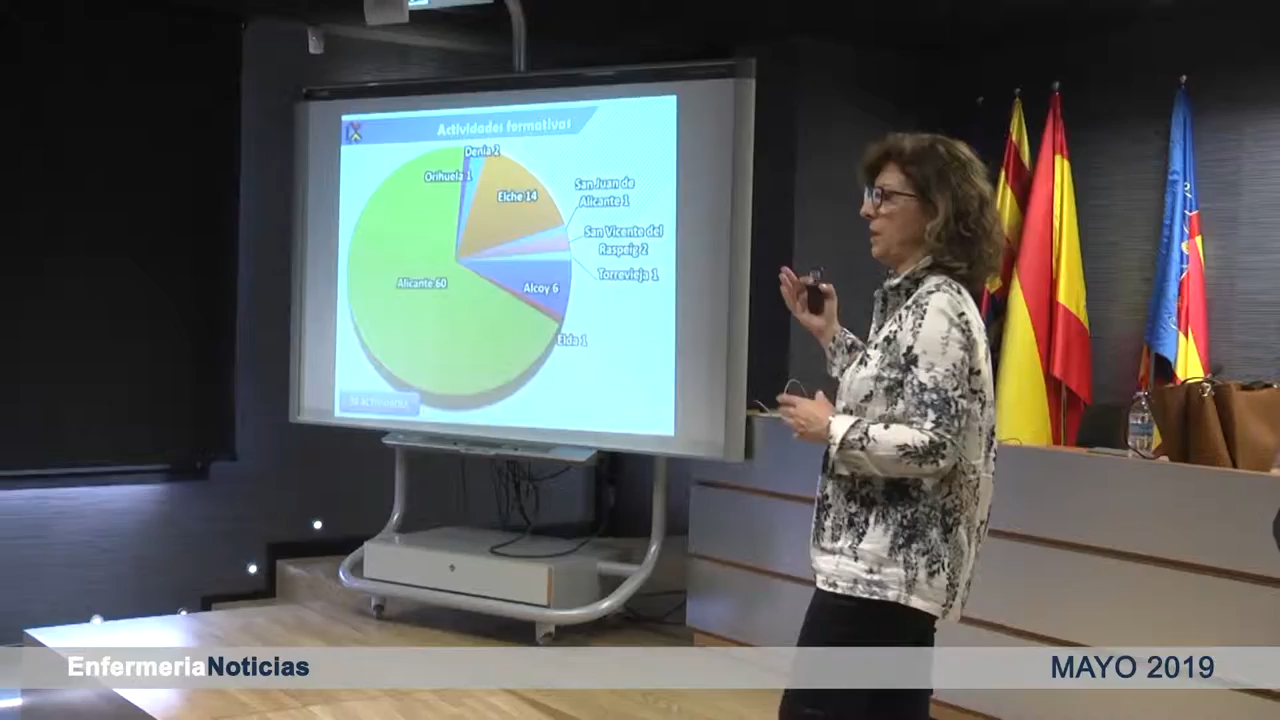 Actividades formativas
Denia 2
Orihuela 1
Elche 14
San Juan de
Alicante 1
San Vicente del
Raspeig 2
Torrevieja 1
Alicante 60
Alcoy 6
Elda 1
EnfermeriaNoticias
MAYO 2019